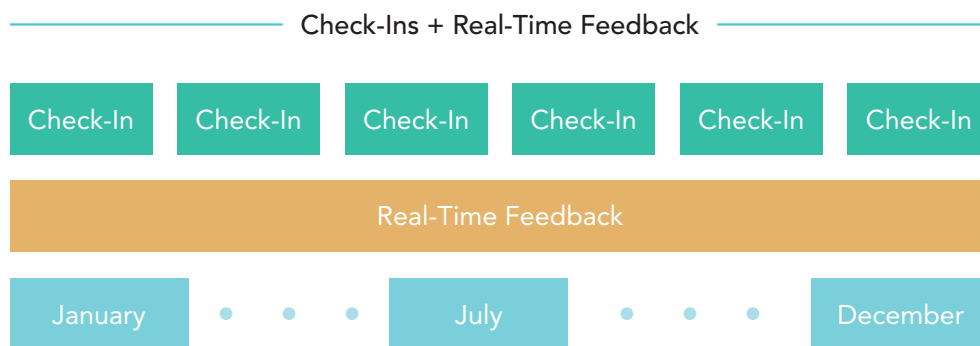 Check-Ins + Real-Time Feedback
Check-In Check-In Check-In Check-In Check-In Check-In
Real-Time Feedback
January July December